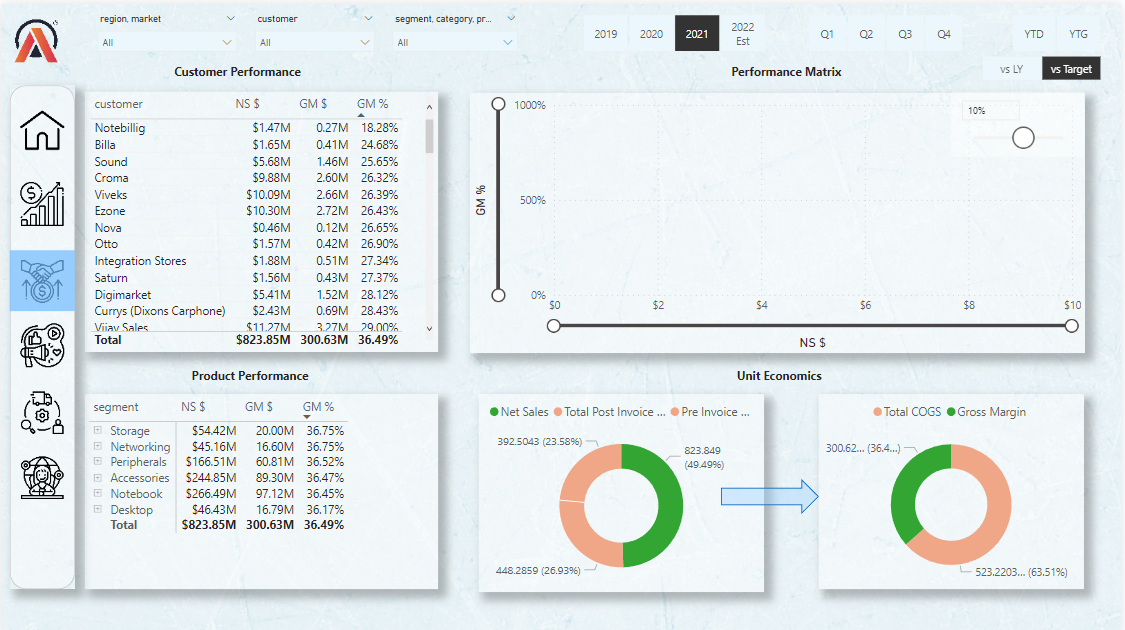 region, market
customer
segment, category, pr...
All
All
All
2019 2020 2021 2022 Est
Q1 Q2 Q3 Q4
YTD YTG
vs LY vs Target
Customer Performance
customer NS $ GM $ GM %
Notebillig $1.47M 0.27M 18.28%
Billa $1.65M 0.41M 24.68%
Sound $5.68M 1.46M 25.65%
Croma $9.88M 2.60M 26.32%
Viveks $10.09M 2.66M 26.39%
Ezone $10.30M 2.72M 26.43%
Nova $0.46M 0.12M 26.65%
Otto $1.57M 0.42M 26.90%
Integration Stores $1.88M 0.51M 27.34%
Saturn $1.56M 0.43M 27.37%
Digimarket $5.41M 1.52M 28.12%
Currys (Dixons Carphone) $2.43M 0.69M 28.43%
Vijay Sales $11.27M 3.27M 29.00%
Total $823.85M 300.63M 36.49%
Performance Matrix
10%
1000%
500%
0%
GM %
$0 $2 $4 $6 $8 $10
NS $
Product Performance
segment NS $ GM $ GM %
Storage $54.42M 20.00M 36.75%
Networking $45.16M 16.60M 36.75%
Peripherals $166.51M 60.81M 36.52%
Accessories $244.85M 89.30M 36.47%
Notebook $266.49M 97.12M 36.45%
Desktop $46.43M 16.79M 36.17%
Total $823.85M 300.63M 36.49%
Unit Economics
Net Sales Total Post Invoice ... Pre Invoice ...
392.5043 (23.58%)
823.849
(49.49%)
448.2859 (26.93%)
Total COGS Gross Margin
300.62... (36.4...)
523.2203... (63.51%)